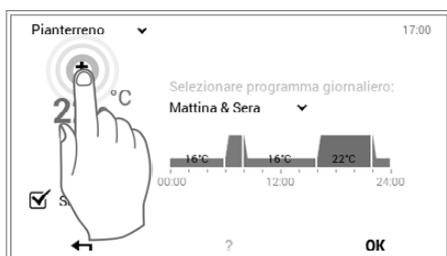 Pianterreno
17:00
+
°C
Selezionare programma giornaliero:
Mattina & Sera
16°C 16°C 22°C
00:00 12:00 24:00
? OK